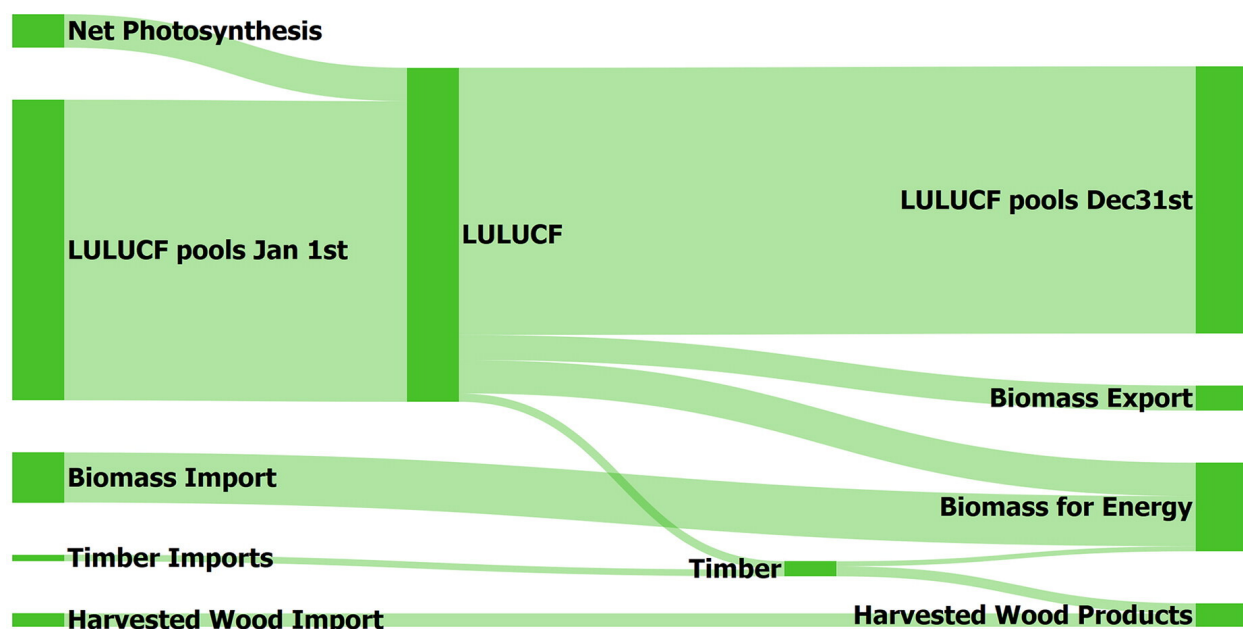 Net Photosynthesis
LULUCF pools Jan 1st
LULUCF
LULUCF pools Dec31st
Biomass Export
Biomass Import
Biomass for Energy
Timber Imports
Timber
Harvested Wood Import
Harvested Wood Products